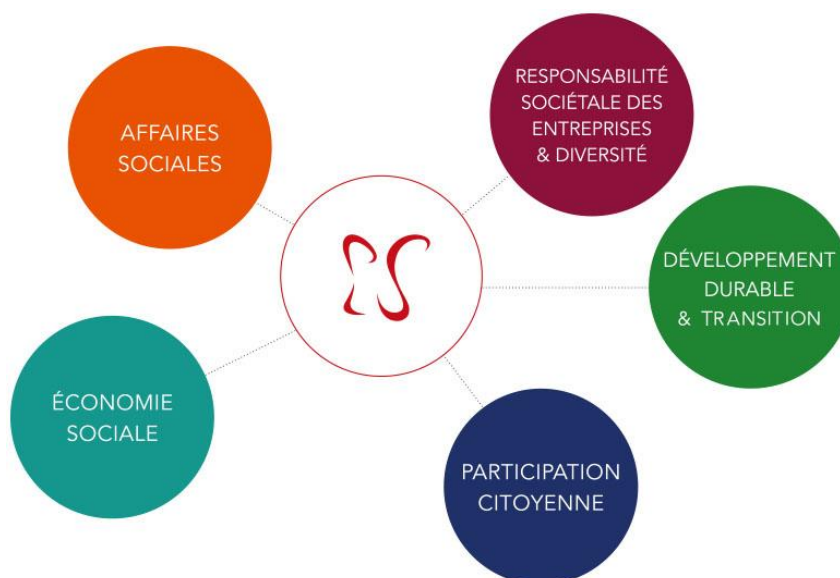 AFFAIRES
SOCIALES
RESPONSABILITÉ
SOCIÉTALE DES
ENTREPRISES
& DIVERSITÉ
DÉVELOPPEMENT
DURABLE
& TRANSITION
ÉCONOMIE
SOCIALE
PARTICIPATION
CITOYENNE